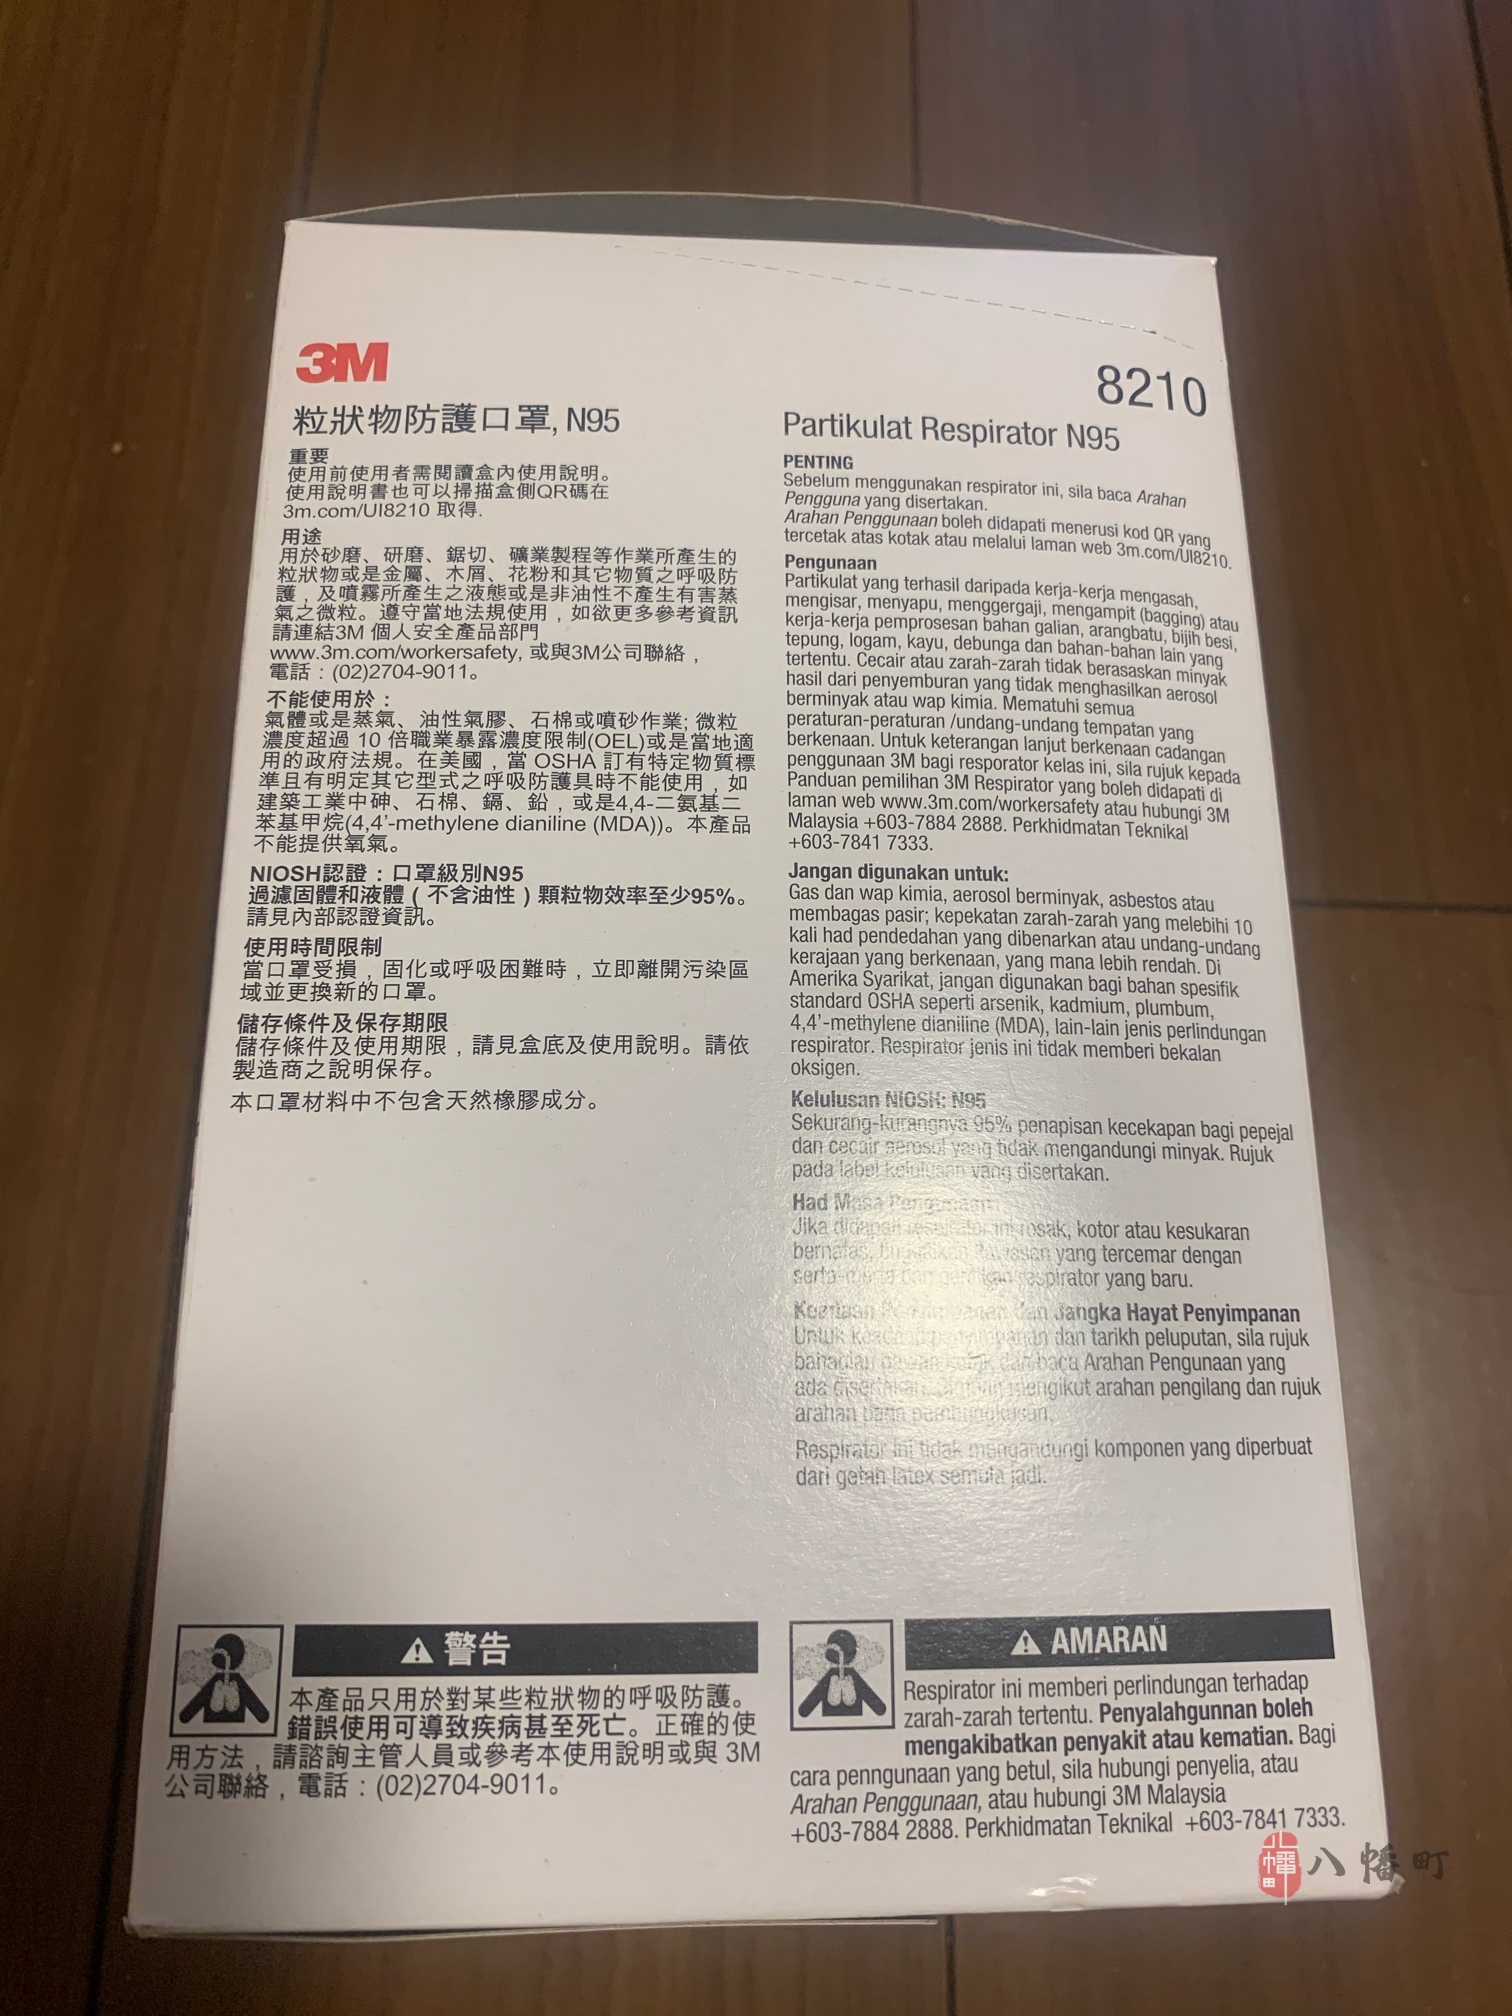 3M
8210
粒狀物防護口罩, N95
重要
使用前使用者需閱讀盒內使用說明。
使用說明書也可以掃描盒側QR碼在
3m.com/UI8210 取得.
用途
用於砂磨、研磨、鋸切、礦業製程等作業所產生的
粒狀物或是金屬、木屑、花粉和其它物質之呼吸防
護，及噴霧所產生之液態或是非油性不產生有害蒸
氣之微粒。遵守當地法規使用，如欲更多參考資訊
請連結3M 個人安全產品部門
www.3m.com/workersafety, 或與3M公司聯絡，
電話：(02)2704-9011。
不能使用於：
氣體或是蒸氣、油性氣膠、石棉或噴砂作業; 微粒
濃度超過 10 倍職業暴露濃度限制(OEL)或是當地適
用的政府法規。在美國，當 OSHA 訂有特定物質標
準且有明定其它型式之呼吸防護具時不能使用，如
建築工業中砷、石棉、鎘、鉛，或是4,4-二氨基二
苯基甲烷(4,4'-methylene dianiline (MDA))。本產品
不能提供氧氣。
NIOSH認證：口罩級別N95
過濾固體和液體（不含油性）顆粒物效率至少95%。
請見內部認證資訊。
使用時間限制
當口罩受損，固化或呼吸困難時，立即離開污染區
域並更換新的口罩。
儲存條件及保存期限
儲存條件及使用期限，請見盒底及使用說明。請依
製造商之說明保存。
本口罩材料中不包含天然橡膠成分。
Partikulat Respirator N95
PENTING
Sebelum menggunakan respirator ini, sila baca Arahan
Pengguna yang disertakan.
Arahan Penggunaan boleh didapati menerusi kod QR yang
tercetak atas kotak atau melalui laman web 3m.com/UI8210.
Pengunaan
Partikulat yang terhasil daripada kerja-kerja mengasah,
mengisar, menyapu, menggergaji, mengampit (bagging) atau
kerja-kerja pemprosesan bahan galian, arangbatu, bijih besi,
tepung, logam, kayu, debunga dan bahan-bahan lain yang
tertentu. Cecair atau zarah-zarah tidak berasaskan minyak
hasil dari penyemburan yang tidak menghasilkan aerosol
berminyak atau wap kimia. Mematuhi semua
peraturan-peraturan /undang-undang tempatan yang
berkenaan. Untuk keterangan lanjut berkenaan cadangan
penggunaan 3M bagi resporator kelas ini, sila rujuk kepada
Panduan pemilihan 3M Respirator yang boleh didapati di
laman web www.3m.com/workersafety atau hubungi 3M
Malaysia +603-7884 2888. Perkhidmatan Teknikal
+603-7841 7333.
Jangan digunakan untuk:
Gas dan wap kimia, aerosol berminyak, asbestos atau
membagas pasir; kepekatan zarah-zarah yang melebihi 10
kali had pendedahan yang dibenarkan atau undang-undang
kerajaan yang berkenaan, yang mana lebih rendah. Di
Amerika Syarikat, jangan digunakan bagi bahan spesifik
standard OSHA seperti arsenik, kadmium, plumbum,
4,4'-methylene dianiline (MDA), lain-lain jenis perlindungan
respirator. Respirator jenis ini tidak memberi bekalan
oksigen.
Kelulusan NIOSH: N95
Sekurang-kurangnya 95% penapisan kecekapan bagi pepejal
dan cecair aerosol yang tidak mengandungi minyak. Rujuk
pada label kelulusan yang disertakan.
Had Masa Pengunaan
Jika didapati respirator ini rosak, kotor atau kesukaran
bernafas, yang tercemar dengan
serta-merta dan gantikan respirator yang baru.
Keadaan Penyimpanan dan Jangka Hayat Penyimpanan
Untuk keadaan penyimpanan dan tarikh peluputan, sila rujuk
bahagian bawah kotak dan baca Arahan Pengunaan yang
ada disertakan. Simpan mengikut arahan pengilang dan rujuk
arahan pada pembungkusan.
Respirator ini tidak mengandungi komponen yang diperbuat
dari getah latex semula jadi.
警告
本產品只用於對某些粒狀物的呼吸防護。
錯誤使用可導致疾病甚至死亡。正確的使
用方法，請諮詢主管人員或參考本使用說明或與 3M
公司聯絡，電話：(02)2704-9011。
AMARAN
Respirator ini memberi perlindungan terhadap
zarah-zarah tertentu. Penyalahgunnan boleh
mengakibatkan penyakit atau kematian. Bagi
cara penngunaan yang betul, sila hubungi penyelia, atau
Arahan Penggunaan, atau hubungi 3M Malaysia
+603-7884 2888. Perkhidmatan Teknikal +603-7841 7333.
八幡町